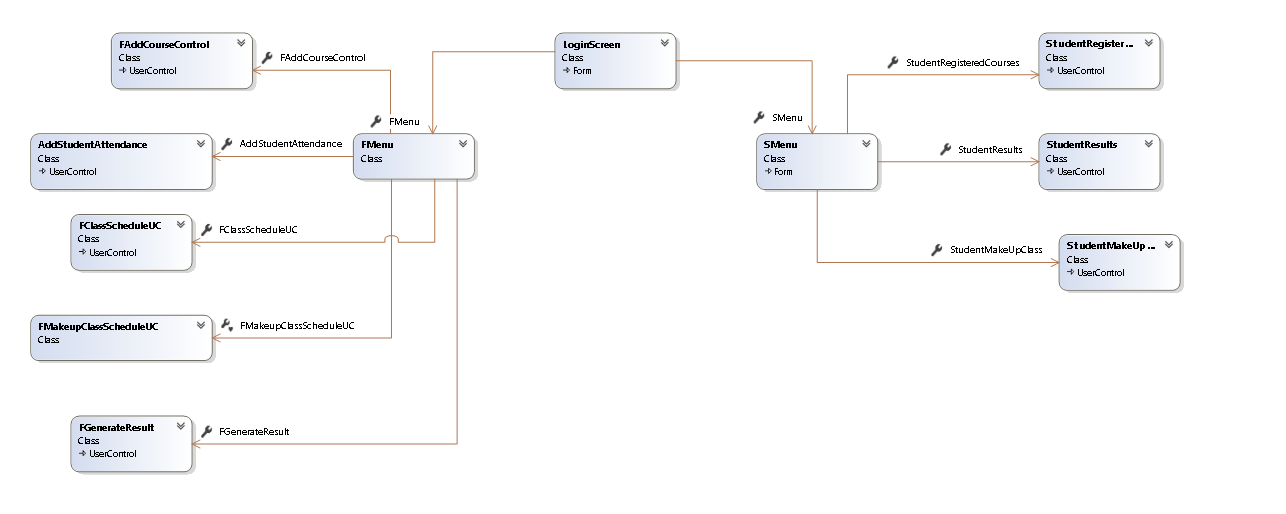 FAddCourseControl
Class
UserControl
FAddCourseControl
LoginScreen
Class
Form
StudentRegister ...
Class
UserControl
StudentRegisteredCourses
FMenu
SMenu
AddStudentAttendance
Class
UserControl
AddStudentAttendance
FMenu
Class
SMenu
Class
Form
StudentResults
StudentResults
Class
UserControl
FClassScheduleUC
Class
UserControl
FClassScheduleUC
StudentMakeUpClass
StudentMakeUp ...
Class
UserControl
FMakeupClassScheduleUC
Class
FMakeupClassScheduleUC
FGenerateResult
Class
UserControl
FGenerateResult